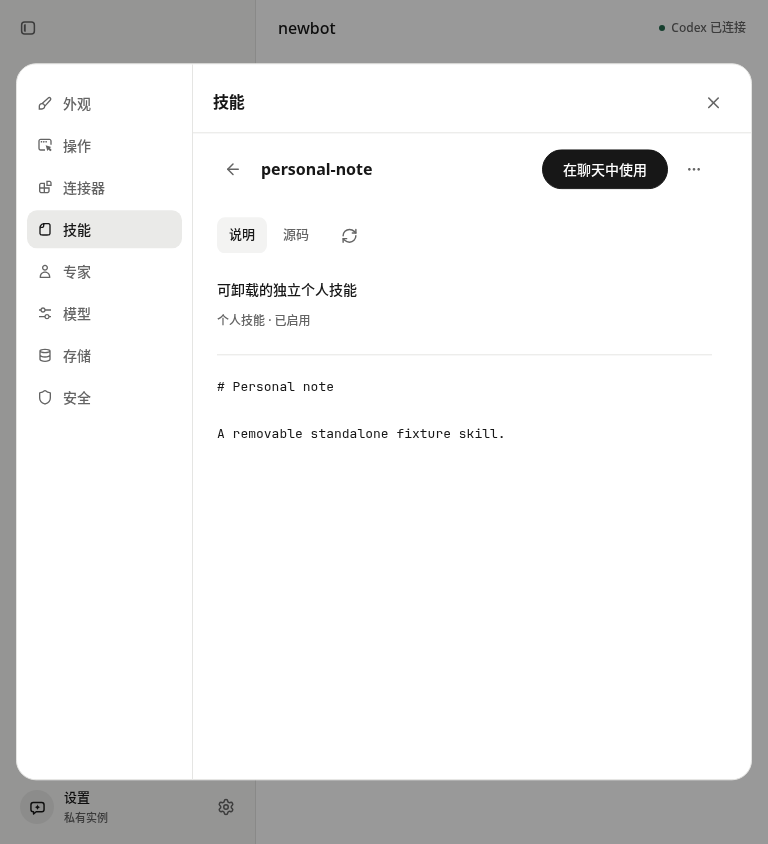 newbot
Codex 已连接
外观
操作
连接器
技能
专家
模型
存储
安全
技能
personal-note
在聊天中使用
说明
源码
可卸载的独立个人技能
个人技能 · 已启用
# Personal note
A removable standalone fixture skill.
设置
私有实例